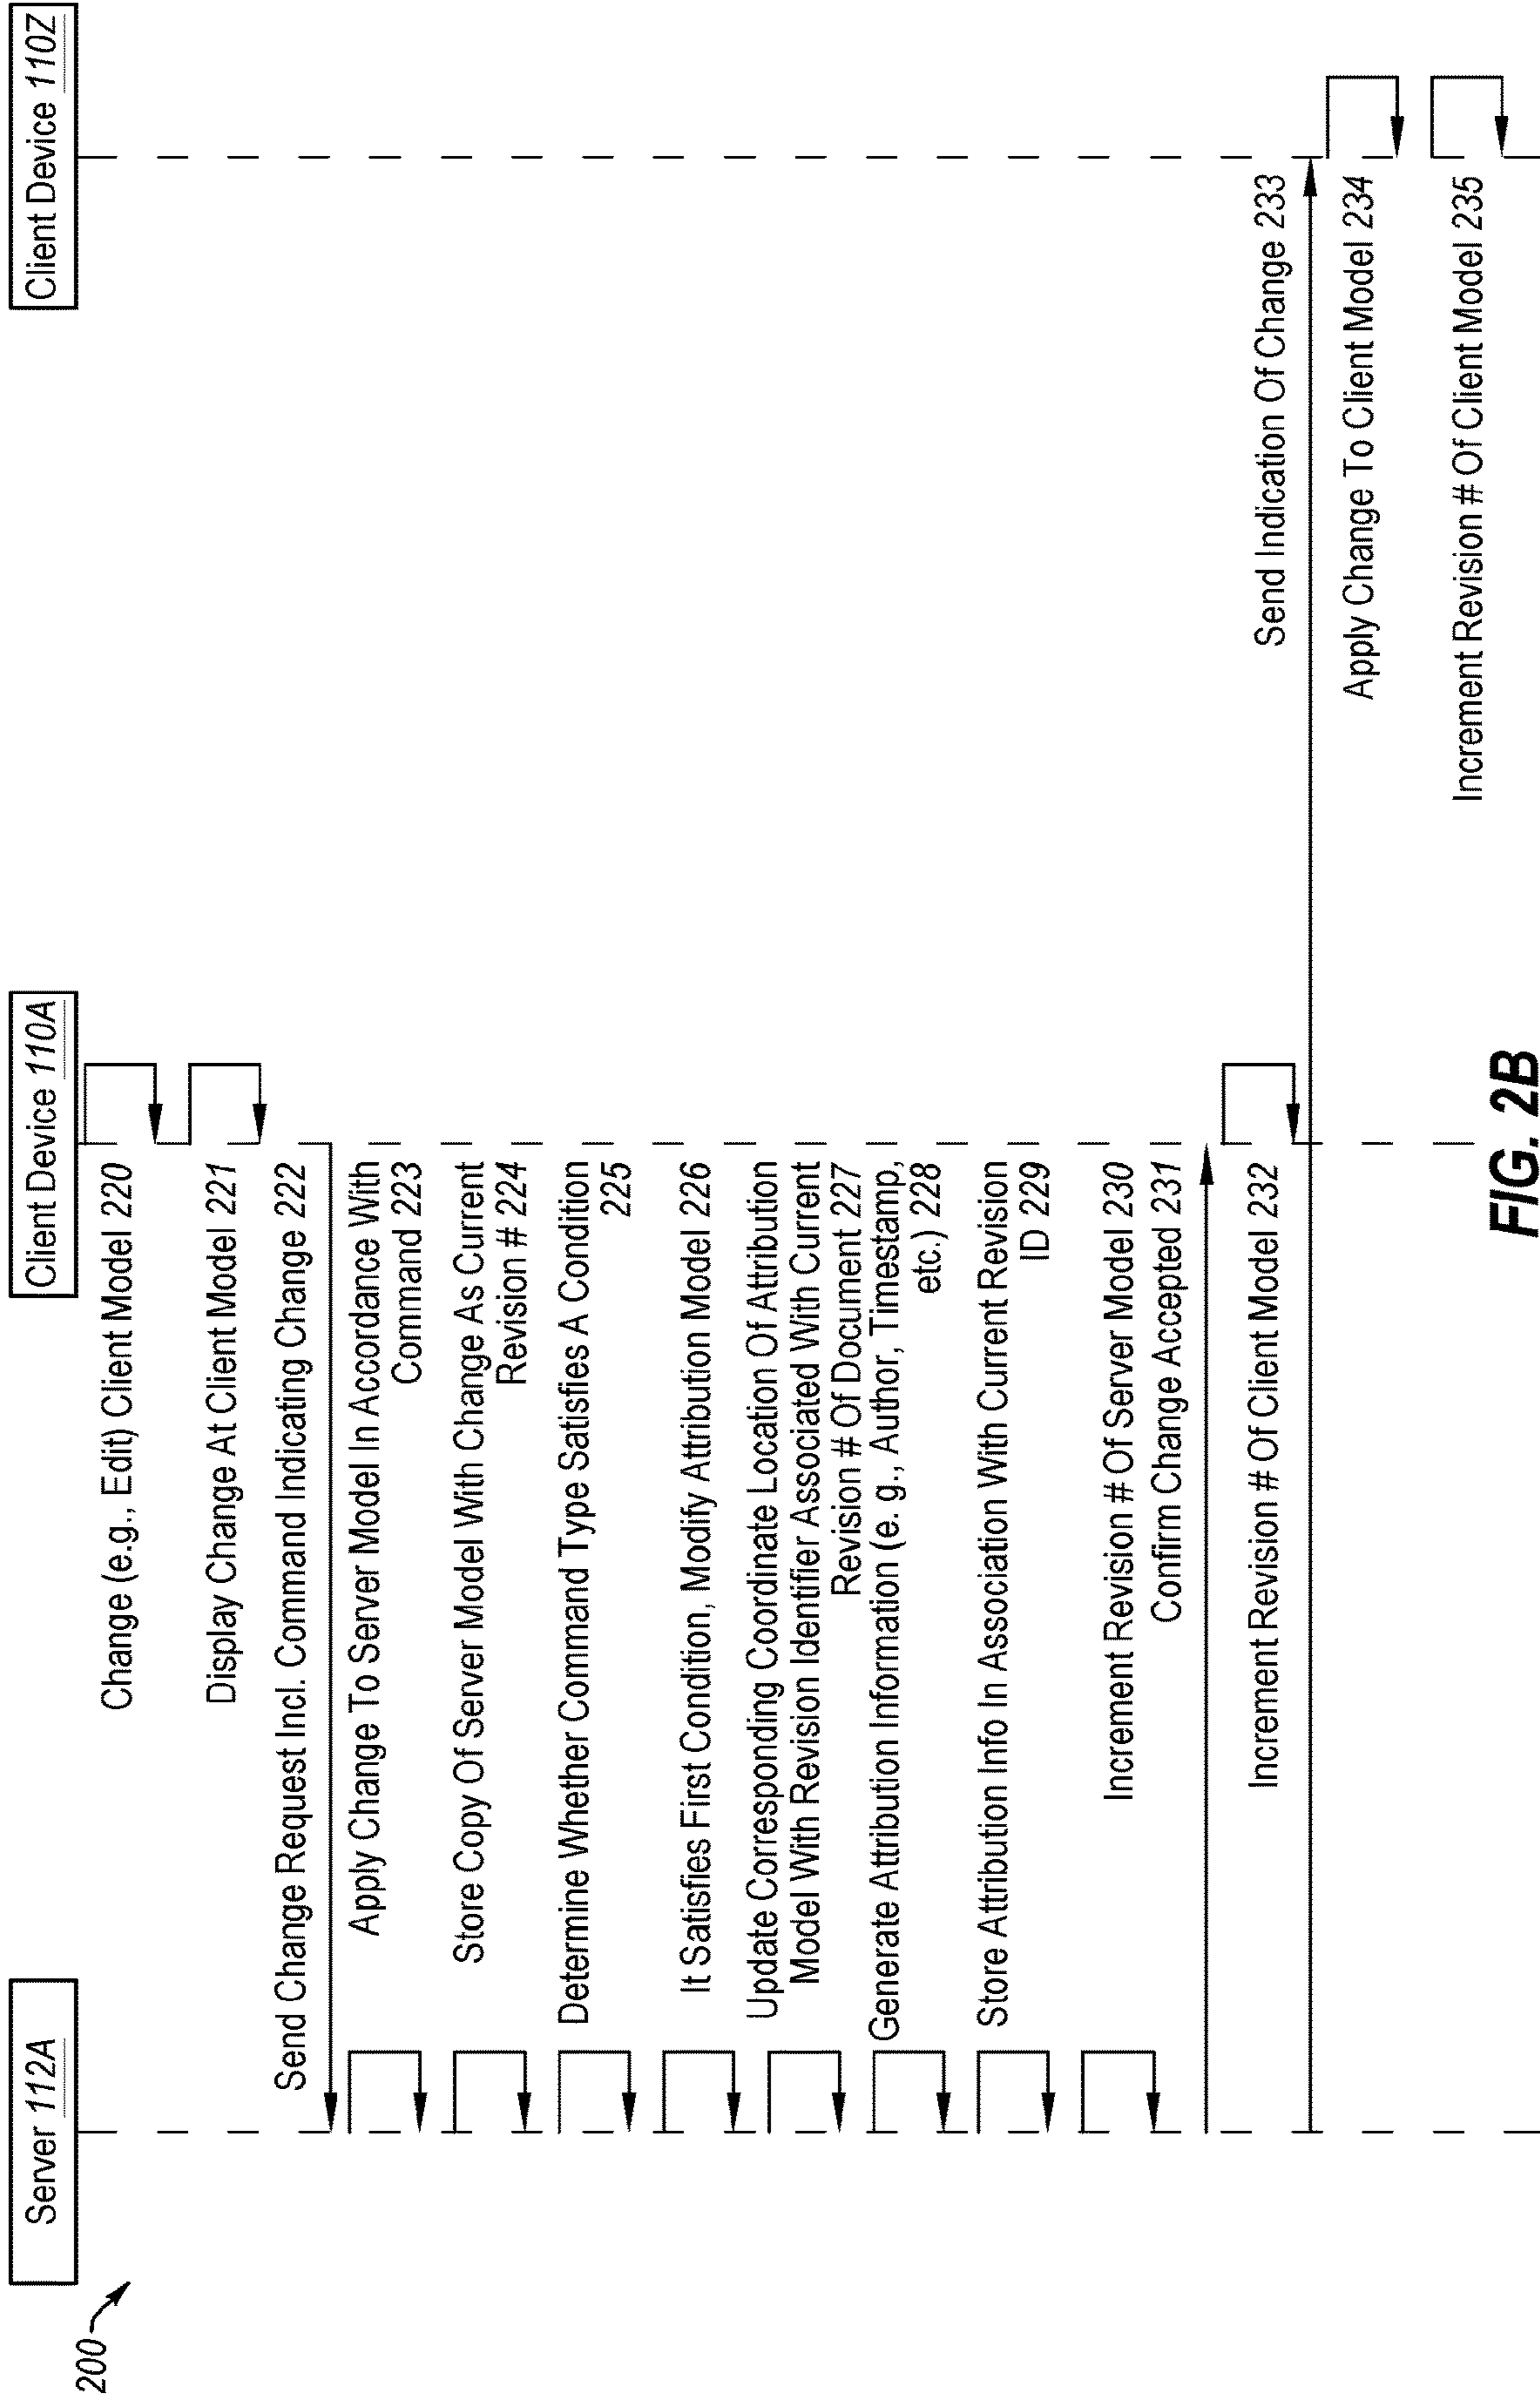 200
Server 112A
Client Device 110A
Client Device 110Z
Change (e.g., Edit) Client Model 220
Display Change At Client Model 221
Send Change Request Incl. Command Indicating Change 222
Apply Change To Server Model In Accordance With
Command 223
Store Copy Of Server Model With Change As Current
Revision # 224
Determine Whether Command Type Satisfies A Condition
225
It Satisfies First Condition, Modify Attribution Model 226
Update Corresponding Coordinate Location Of Attribution
Model With Revision Identifier Associated With Current
Revision # Of Document 227
Generate Attribution Information (e. g., Author, Timestamp,
etc.) 228
Store Attribution Info In Association With Current Revision
ID 229
Increment Revision # Of Server Model 230
Confirm Change Accepted 231
Increment Revision # Of Client Model 232
Send Indication Of Change 233
Apply Change To Client Model 234
Increment Revision # Of Client Model 235
FIG. 2B